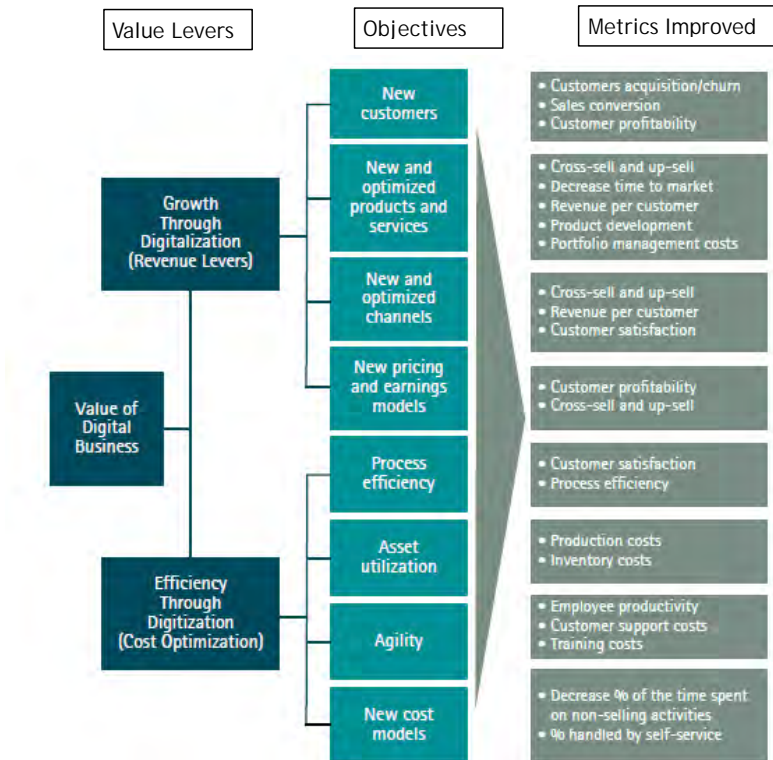 Value Levers
Objectives
Metrics Improved
Value of
Digital
Business
Growth
Through
Digitalization
(Revenue Levers)
Efficiency
Through
Digitization
(Cost Optimization)
New
customers
• Customers acquisition/churn
• Sales conversion
• Customer profitability
New and
optimized
products and
services
• Cross-sell and up-sell
• Decrease time to market
• Revenue per customer
• Product development
• Portfolio management costs
New and
optimized
channels
• Cross-sell and up-sell
• Revenue per customer
• Customer satisfaction
New pricing
and earnings
models
• Customer profitability
• Cross-sell and up-sell
Process
efficiency
• Customer satisfaction
• Process efficiency
Asset
utilization
• Production costs
• Inventory costs
Agility
• Employee productivity
• Customer support costs
• Training costs
New cost
models
• Decrease % of the time spent
on non-selling activities
• % handled by self-service